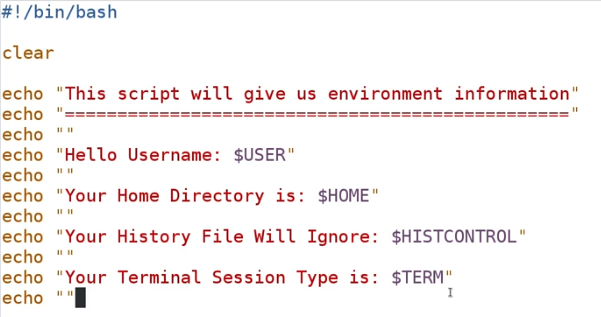 #!/bin/bash
clear
echo "This script will give us environment information"
echo "================================================"
echo ""
echo "Hello Username: $USER"
echo ""
echo "Your Home Directory is: $HOME"
echo ""
echo "Your History File Will Ignore: $HISTCONTROL"
echo ""
echo "Your Terminal Session Type is: $TERM"
echo ""